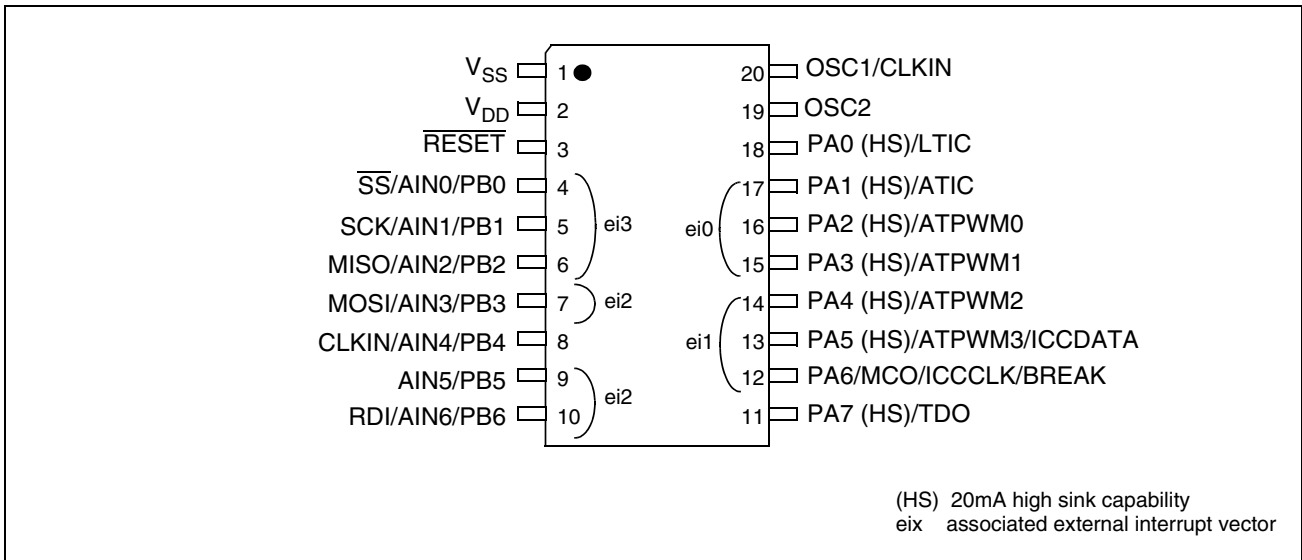 VSS 1 20 OSC1/CLKIN
VDD 2 19 OSC2
RESET 3 18 PA0 (HS)/LTIC
SS/AIN0/PB0 4 17 PA1 (HS)/ATIC
SCK/AIN1/PB1 5 ei3 ei0 16 PA2 (HS)/ATPWM0
MISO/AIN2/PB2 6 15 PA3 (HS)/ATPWM1
MOSI/AIN3/PB3 7 ei2 14 PA4 (HS)/ATPWM2
CLKIN/AIN4/PB4 8 ei1 13 PA5 (HS)/ATPWM3/ICCDATA
AIN5/PB5 9 12 PA6/MCO/ICCCLK/BREAK
ei2
RDI/AIN6/PB6 10 11 PA7 (HS)/TDO
(HS) 20mA high sink capability
eix associated external interrupt vector